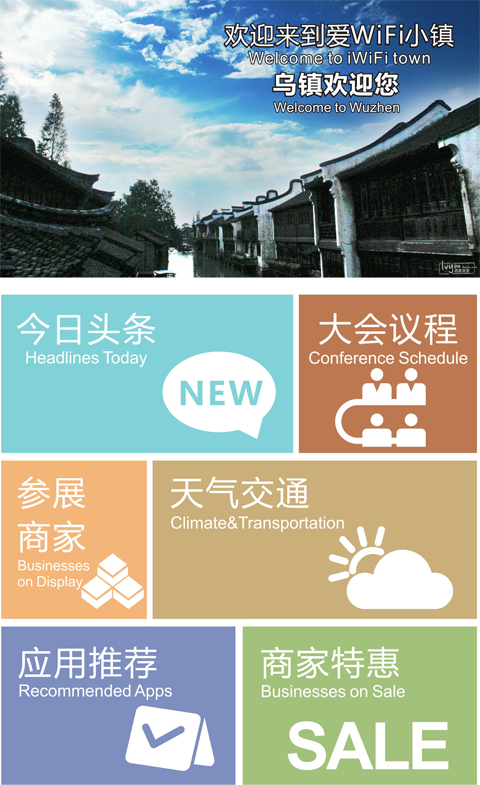 欢迎来到爱WiFi小镇
Welcome to iWiFi town
乌镇欢迎您
Welcome to Wuzhen
今日头条
Headlines Today
NEW
大会议程
Conference Schedule
参展
商家
Businesses
on Display
天气交通
Climate&Transportation
应用推荐
Recommended Apps
商家特惠
Businesses on Sale
SALE